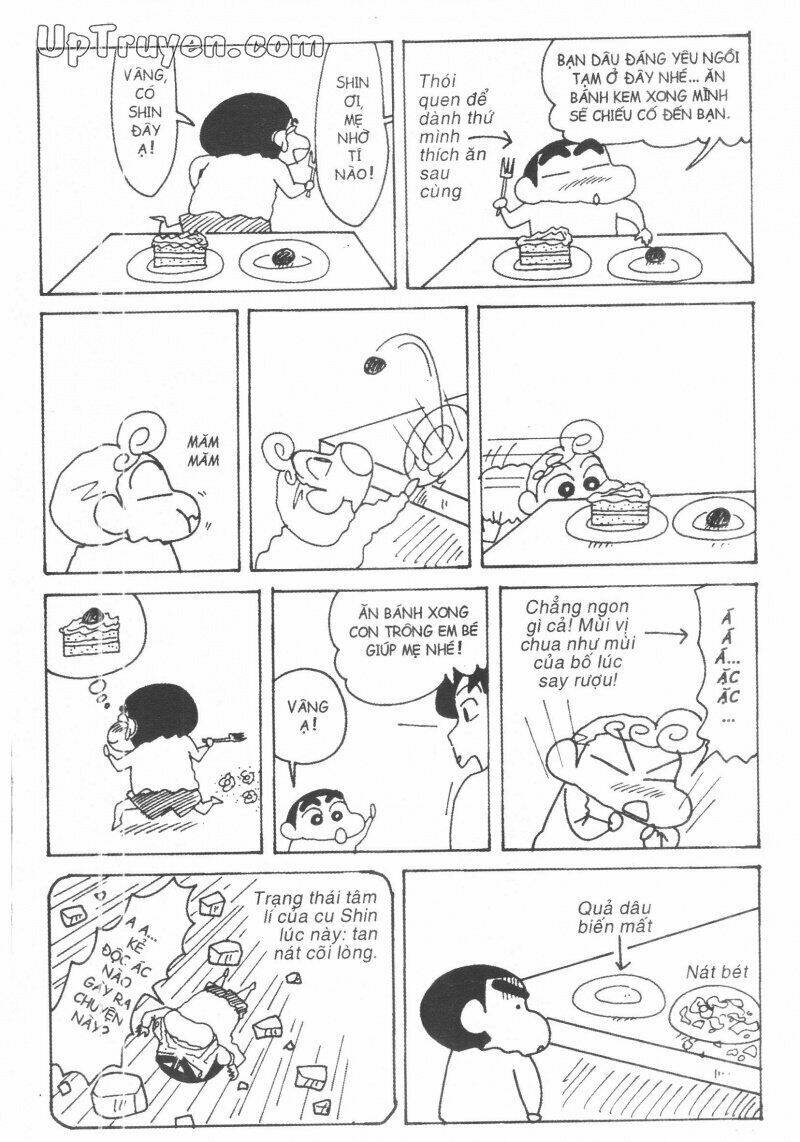 UpTruyen.com
BẠN DÂU ĐÁNG YÊU NGỒI
TẠM Ở ĐÂY NHÉ... ĂN
BÁNH KEM XONG MÌNH
SẼ CHIẾU CỐ ĐẾN BẠN.
Thói
quen để
dành thứ
mình
thích ăn
sau
cùng
SHIN
ƠI,
MẸ
NHỜ
TÍ
NÀO!
VÂNG,
CÓ
SHIN
ĐÂY
Ạ!
MĂM
MĂM
Á
Á
Á...
ẶC
ẶC
...
Chẳng ngon
gì cả! Mùi vị
chua như mùi
của bố lúc
say rượu!
ĂN BÁNH XONG
CON TRÔNG EM BÉ
GIÚP MẸ NHÉ!
VÂNG
Ạ!
Quả dâu
biến mất
Nát bét
Trạng thái tâm
lí của cu Shin
lúc này: tan
nát cõi lòng.
A A...
KẺ
ĐỘC ÁC
NÀO
GÂY RA
CHUYỆN
NÀY?